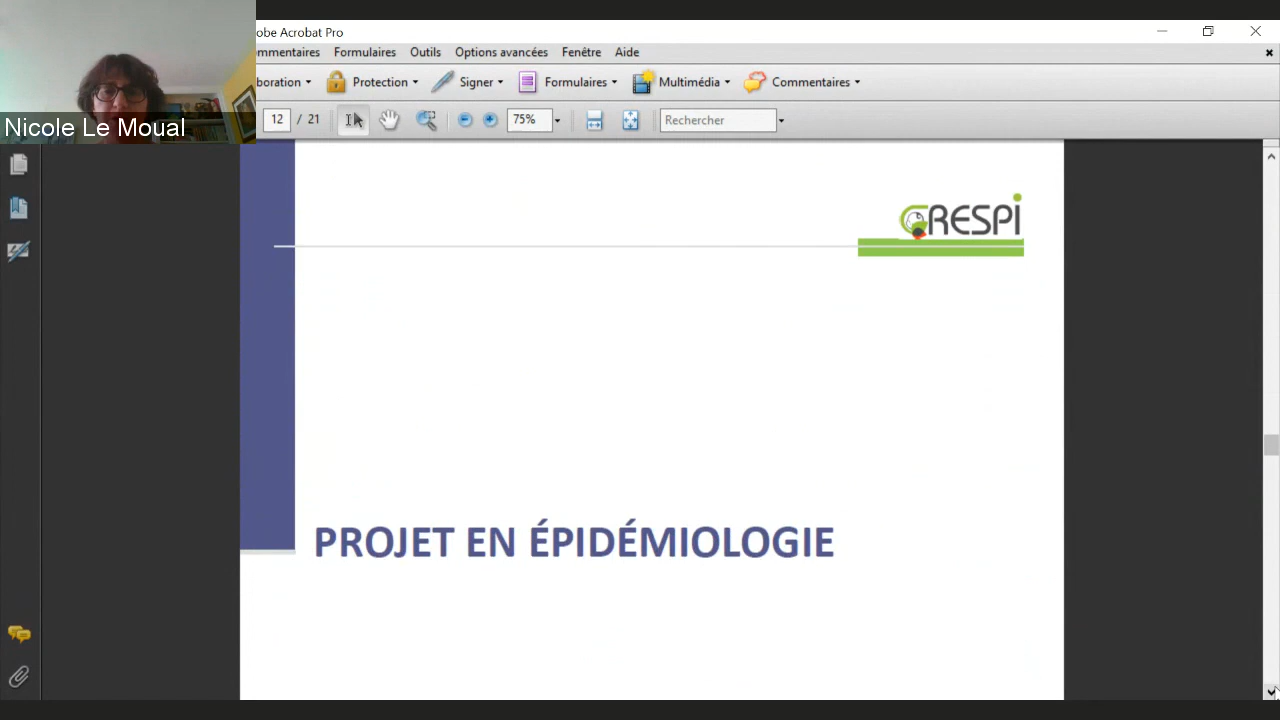 obe Acrobat Pro
ommentaires Formulaires Outils Options avancées Fenêtre Aide
boration Protection Signer Formulaires Multimédia Commentaires
Nicole Le Moual
12 / 21 75% Rechercher
CRESPI
PROJET EN ÉPIDÉMIOLOGIE